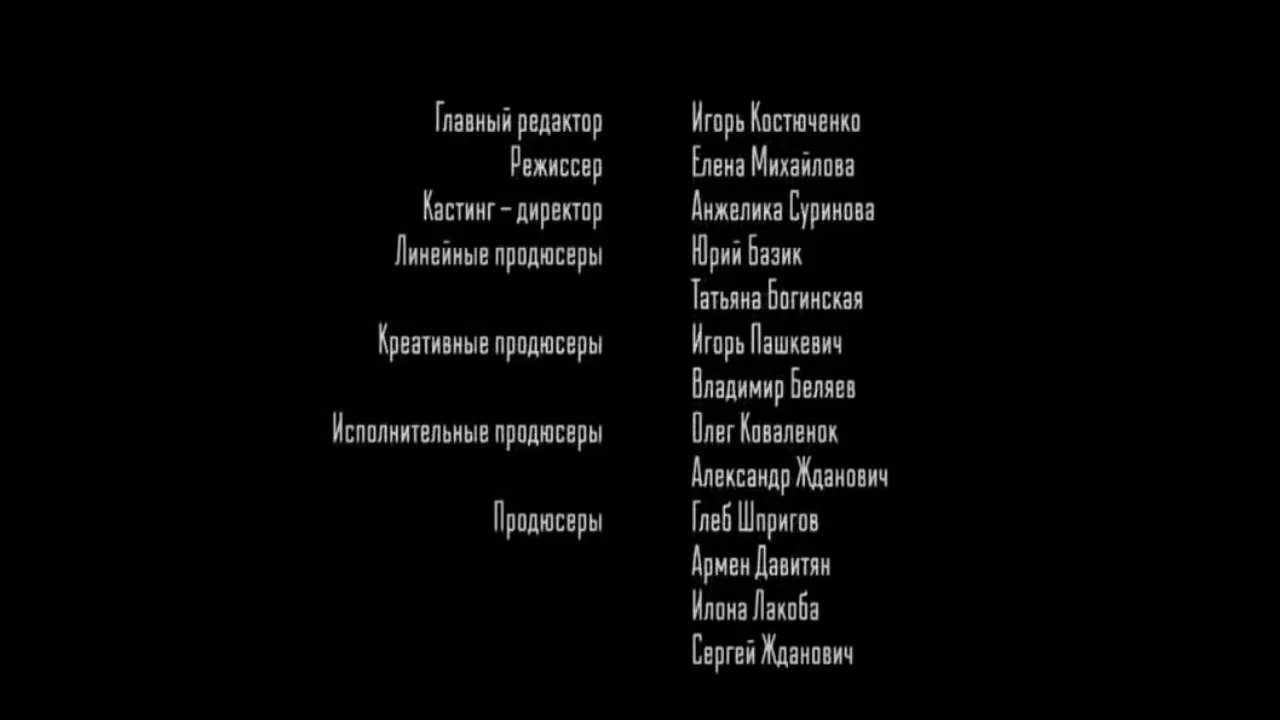 Главный редактор Игорь Костюченко
Режиссер Елена Михайлова
Кастинг – директор Анжелика Суринова
Линейные продюсеры Юрий Базик
Татьяна Богинская
Креативные продюсеры Игорь Пашкевич
Владимир Беляев
Исполнительные продюсеры Олег Коваленок
Александр Жданович
Продюсеры Глеб Шпригов
Армен Давитян
Илона Лакоба
Сергей Жданович